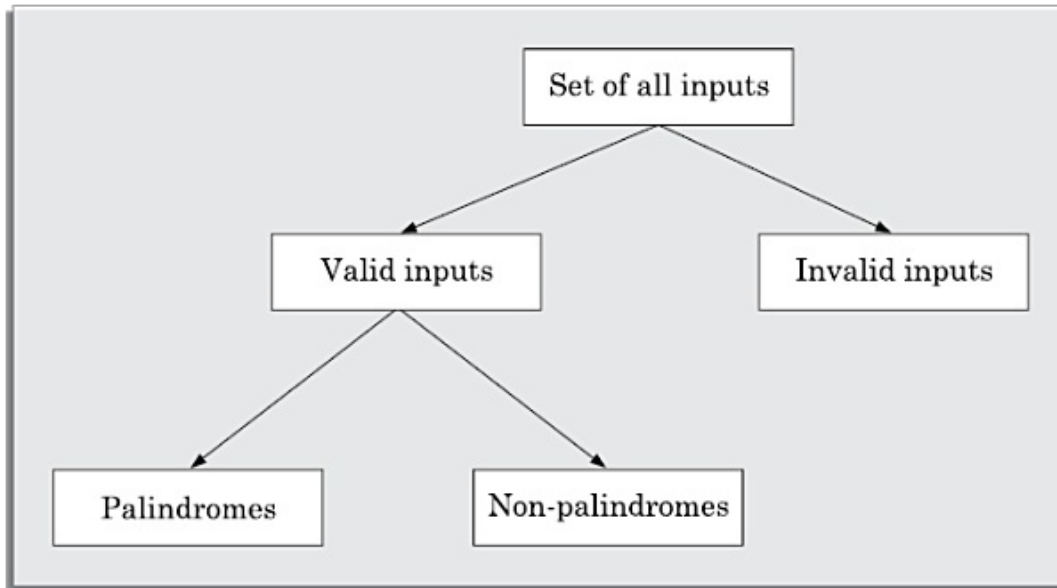 Set of all inputs
Valid inputs
Invalid inputs
Palindromes
Non-palindromes